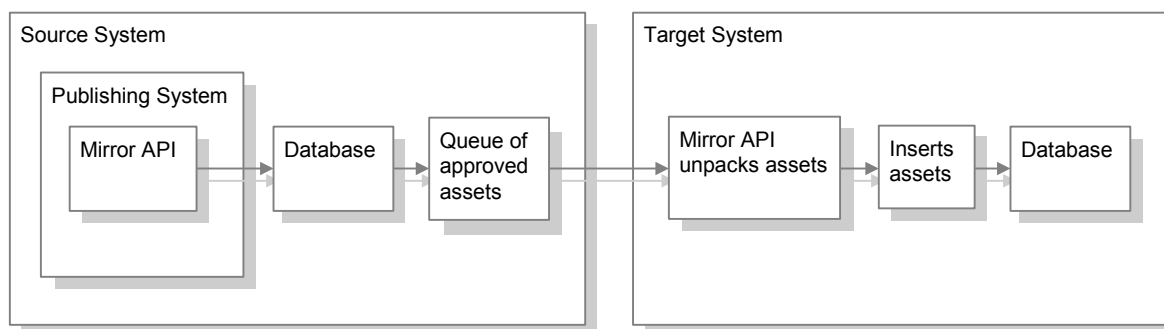 Source System
Publishing System
Mirror API
Database
Queue of
approved
assets
Target System
Mirror API
unpacks assets
Inserts
assets
Database